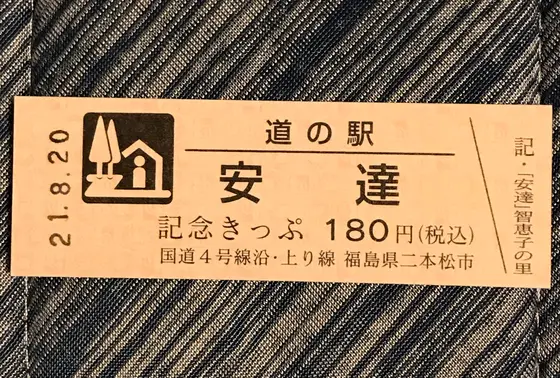 21.8.20
道の駅
安達
記念きっぷ 180円(税込)
国道4号線沿・上り線 福島県二本松市
記・「安達」智恵子の里